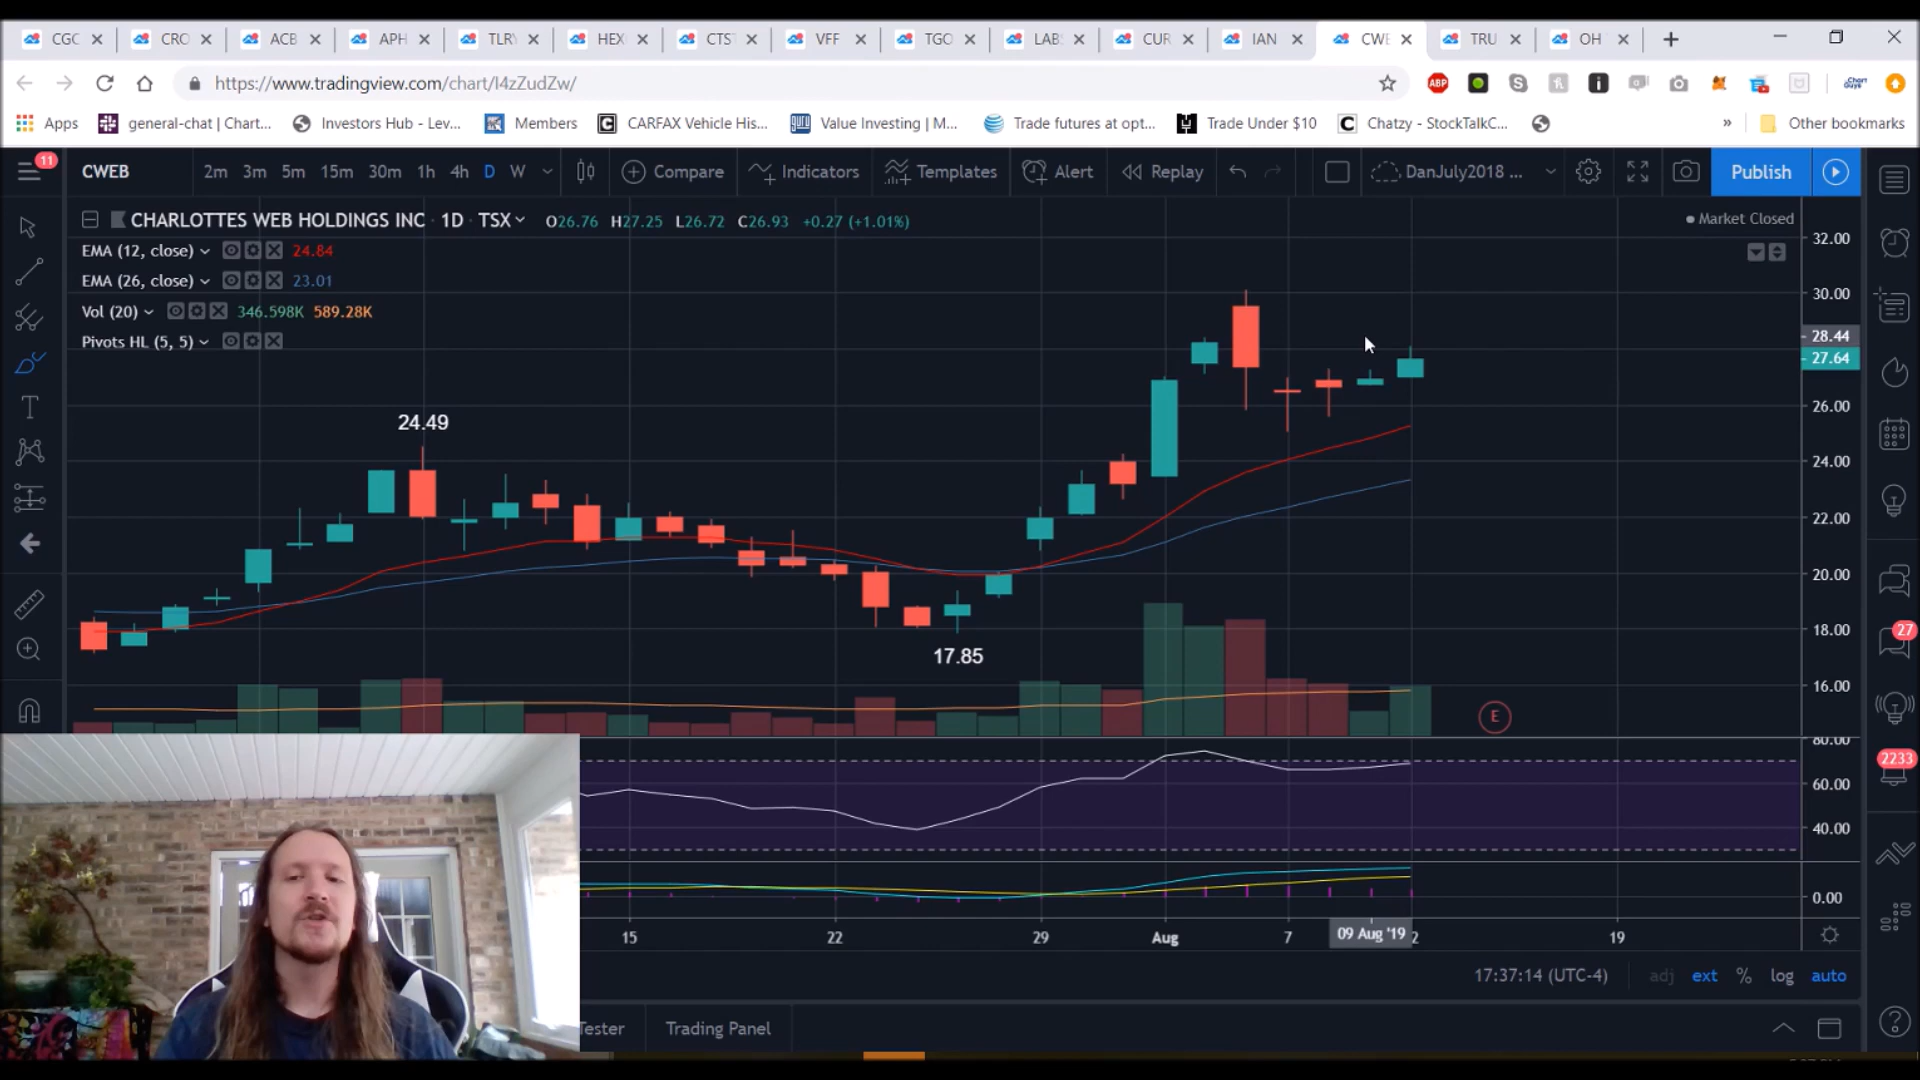 CGC CRO ACB APH TLRY HEX CTST VFF TGO LAB CUR IAN CWE TRU OH
https://www.tradingview.com/chart/I4zZudZw/
ABP
Apps general-chat | Chart... Investors Hub - Lev... Members CARFAX Vehicle His... Value Investing | M... Trade futures at opt... Trade Under $10 Chatzy - StockTalkC... » Other bookmarks
11 CWEB 2m 3m 5m 15m 30m 1h 4h D W Compare Indicators Templates Alert Replay DanJuly2018 ... Publish
CHARLOTTES WEB HOLDINGS INC · 1D · TSX O26.76 H27.25 L26.72 C26.93 +0.27 (+1.01%) Market Closed
EMA (12, close) 24.84
EMA (26, close) 23.01
Vol (20) 346.598K 589.28K
Pivots HL (5, 5)
32.00
30.00
28.44
27.64
26.00
24.00
22.00
20.00
18.00
16.00
24.49
17.85
E
27
2233
80.00
60.00
40.00
0.00
15 22 29 Aug 7 09 Aug '19 2 19
17:37:14 (UTC-4) adj ext % log auto
Tester Trading Panel